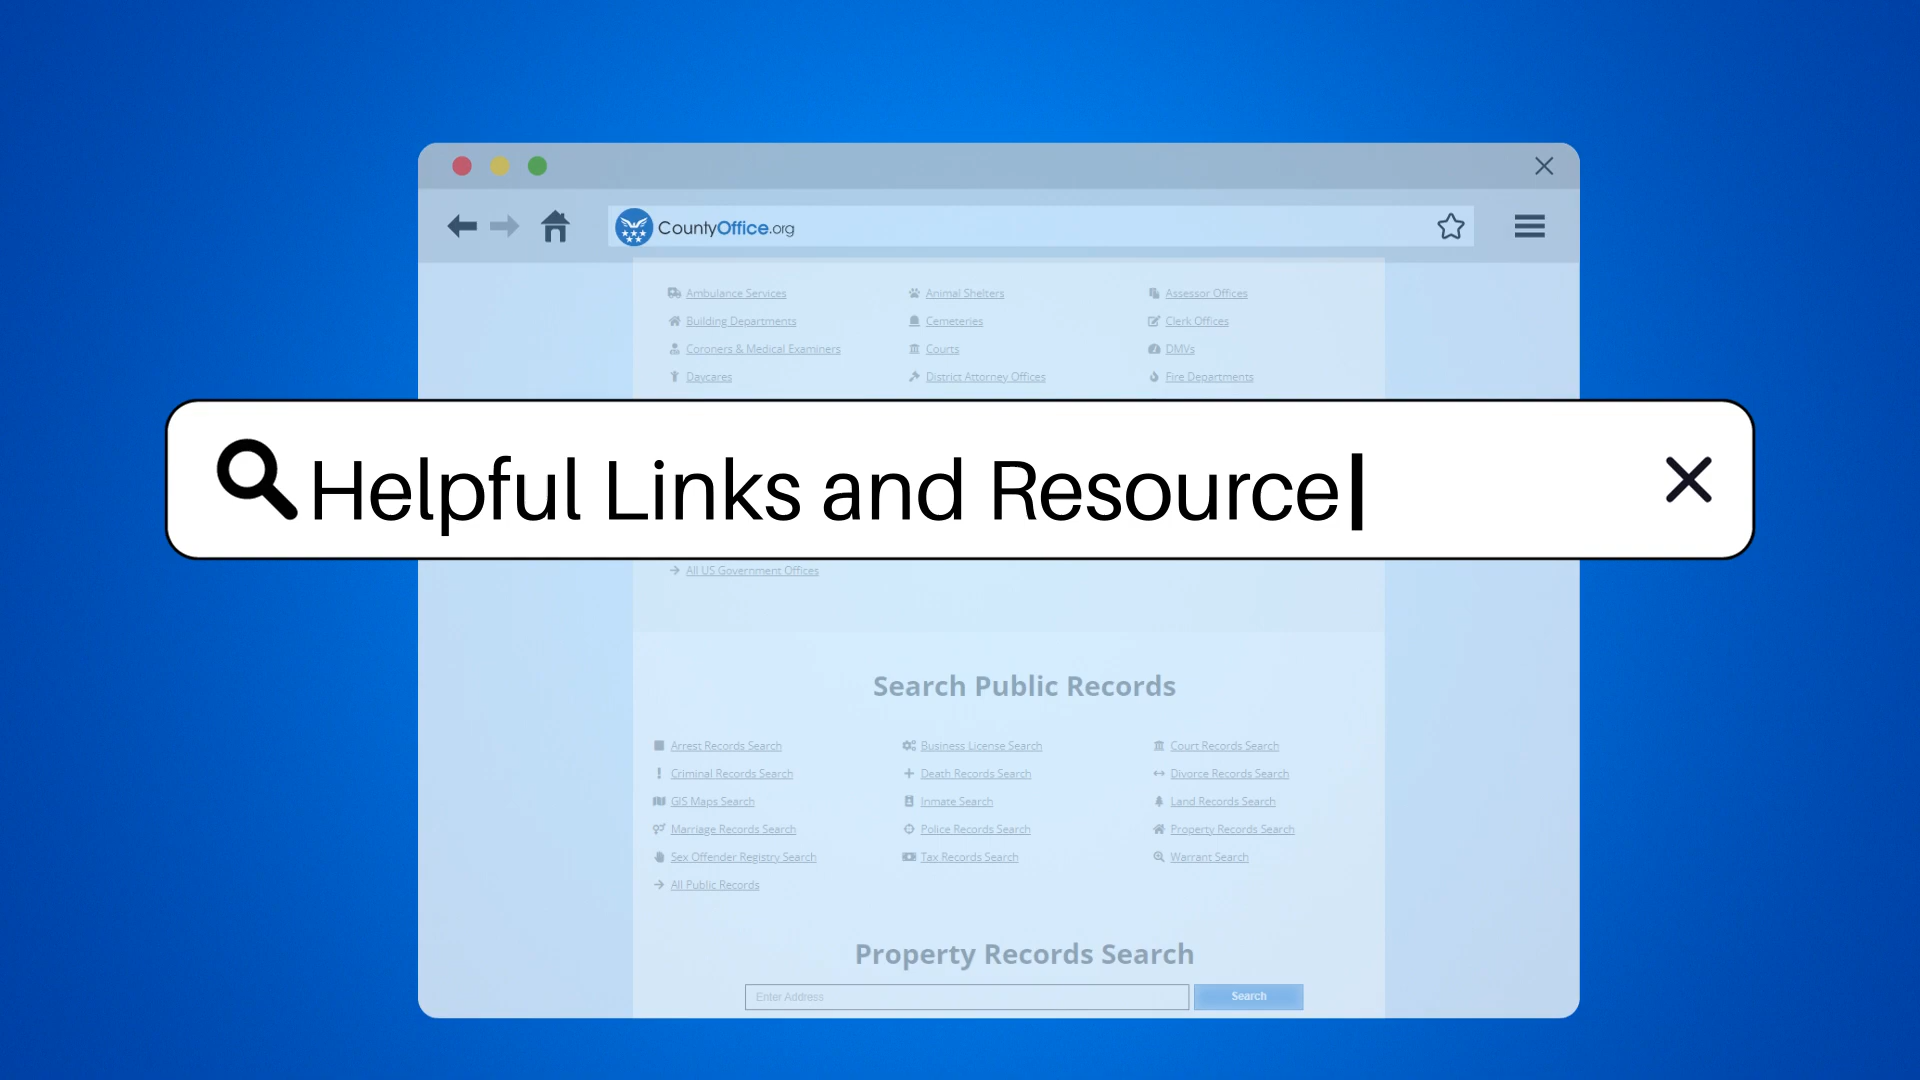 CountyOffice.org
Ambulance Services Animal Shelters Assessor Offices
Building Departments Cemeteries Clerk Offices
Coroners & Medical Examiners Courts DMVs
Daycares District Attorney Offices Fire Departments
Helpful Links and Resource
All US Government Offices
Search Public Records
Arrest Records Search Business License Search Court Records Search
Criminal Records Search Death Records Search Divorce Records Search
GIS Maps Search Inmate Search Land Records Search
Marriage Records Search Police Records Search Property Records Search
Sex Offender Registry Search Tax Records Search Warrant Search
All Public Records
Property Records Search
Enter Address Search